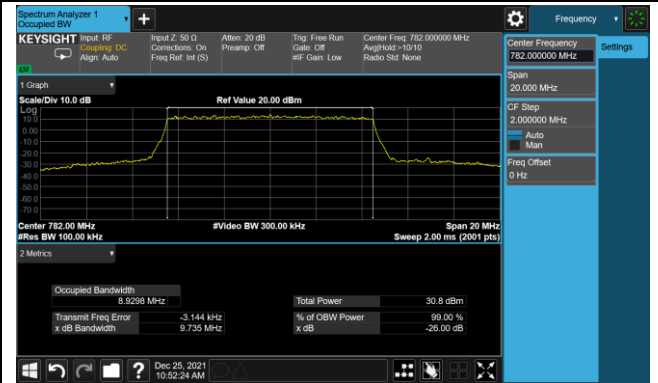 Spectrum Analyzer 1
Occupied BW
+
Frequency
KEYSIGHT
Input: RF
Coupling: DC
Align: Auto
Input Z: 50 Ω
Corrections: On
Freq Ref: Int (S)
Atten: 20 dB
Preamp: Off
Trig: Free Run
Gate: Off
#IF Gain: Low
Center Freq: 782.000000 MHz
Avg|Hold:>10/10
Radio Std: None
Center Frequency
782.000000 MHz
Settings
Span
20.000 MHz
CF Step
2.000000 MHz
Auto
Man
Freq Offset
0 Hz
1 Graph
Scale/Div 10.0 dB
Ref Value 20.00 dBm
Log
10.0
0.00
-10.0
-20.0
-30.0
-40.0
-50.0
-60.0
-70.0
Center 782.00 MHz
#Video BW 300.00 kHz
Span 20 MHz
#Res BW 100.00 kHz
Sweep 2.00 ms (2001 pts)
2 Metrics
Occupied Bandwidth
8.9298 MHz
Total Power
30.8 dBm
Transmit Freq Error
-3.144 kHz
% of OBW Power
99.00 %
x dB Bandwidth
9.735 MHz
x dB
-26.00 dB
?
Dec 25, 2021
10:52:24 AM